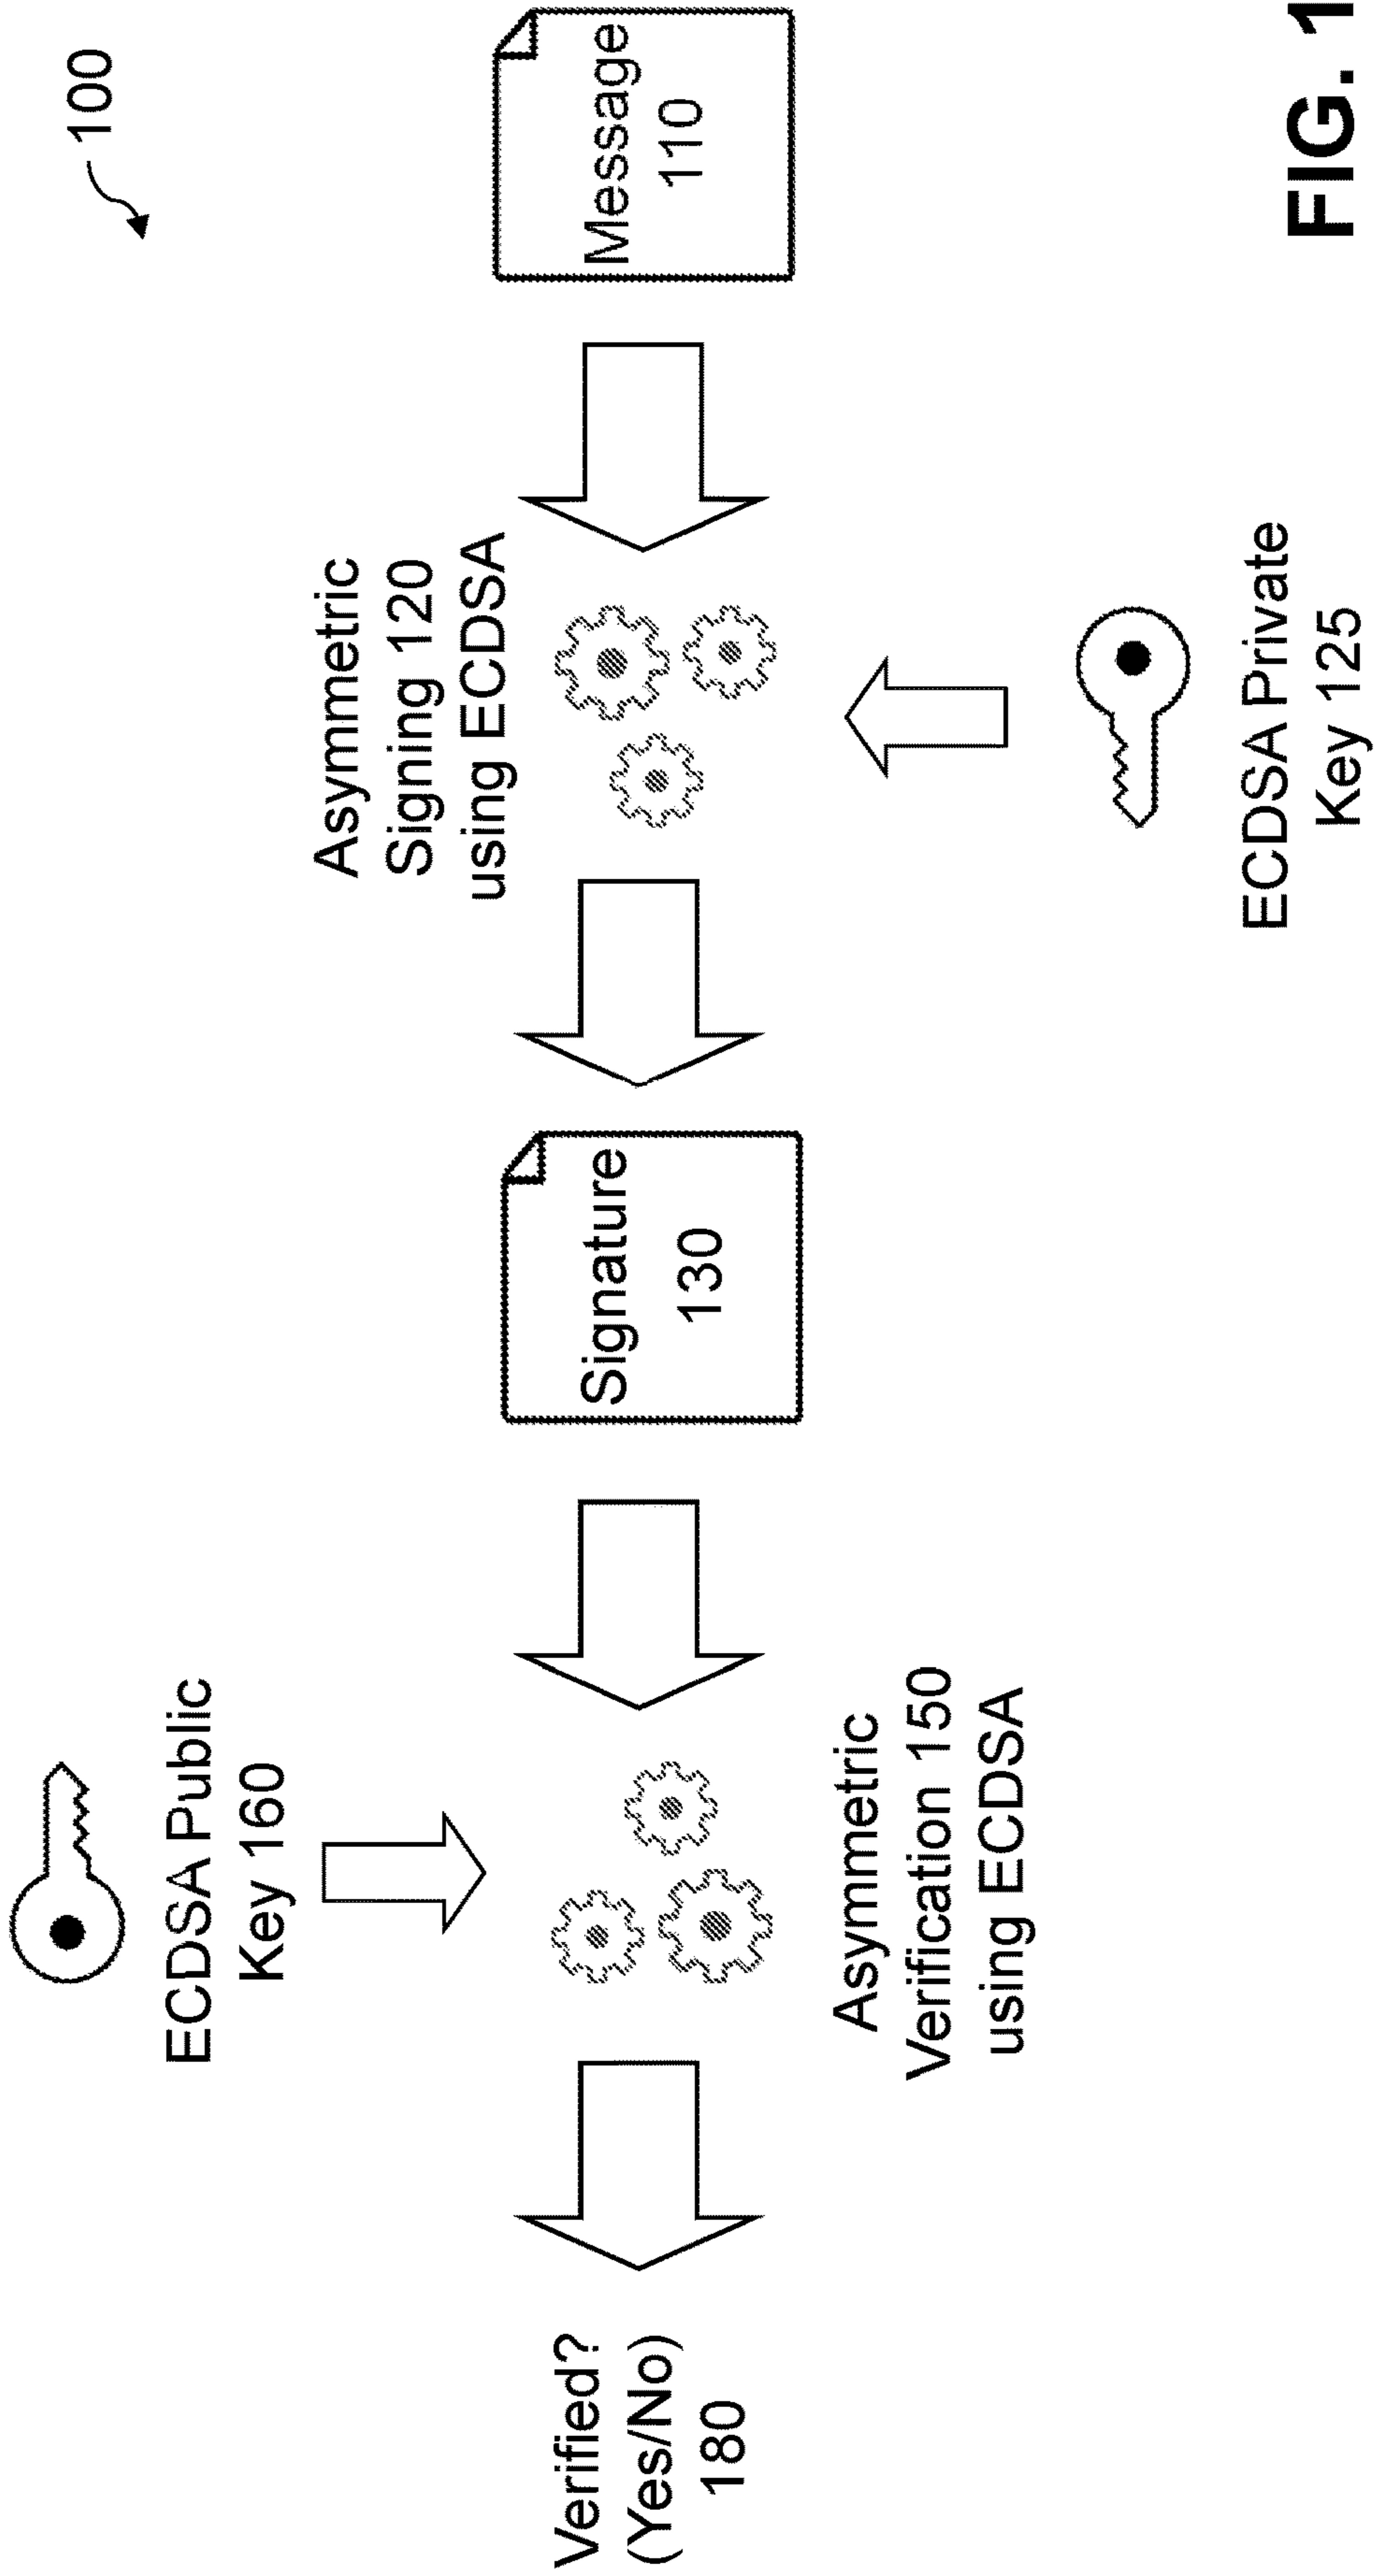 100
Message
110
Asymmetric
Signing 120
using ECDSA
ECDSA Private
Key 125
Signature
130
ECDSA Public
Key 160
Asymmetric
Verification 150
using ECDSA
Verified?
(Yes/No)
180
FIG. 1